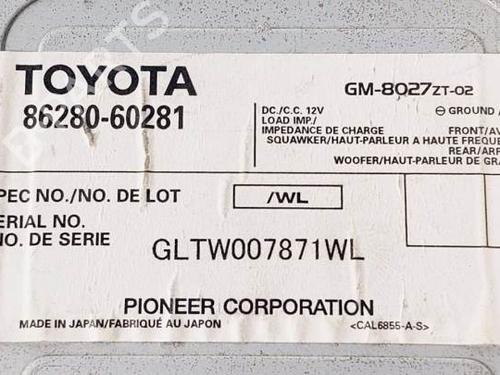 TOYOTA
86280-60281
GM-8027ZT-02
DC./C.C. 12V
⊖ GROUND /
LOAD IMP./
IMPEDANCE DE CHARGE
FRONT/AV
SQUAWKER/HAUT-PARLEUR A HAUTE FREQUE
REAR/ARR
WOOFER/HAUT-PARLEUR DE GRA
PEC NO./NO. DE LOT
/WL
ERIAL NO.
NO. DE SERIE
GLTW007871WL
PIONEER CORPORATION
MADE IN JAPAN/FABRIQUÉ AU JAPON
<CAL6855-A-S>